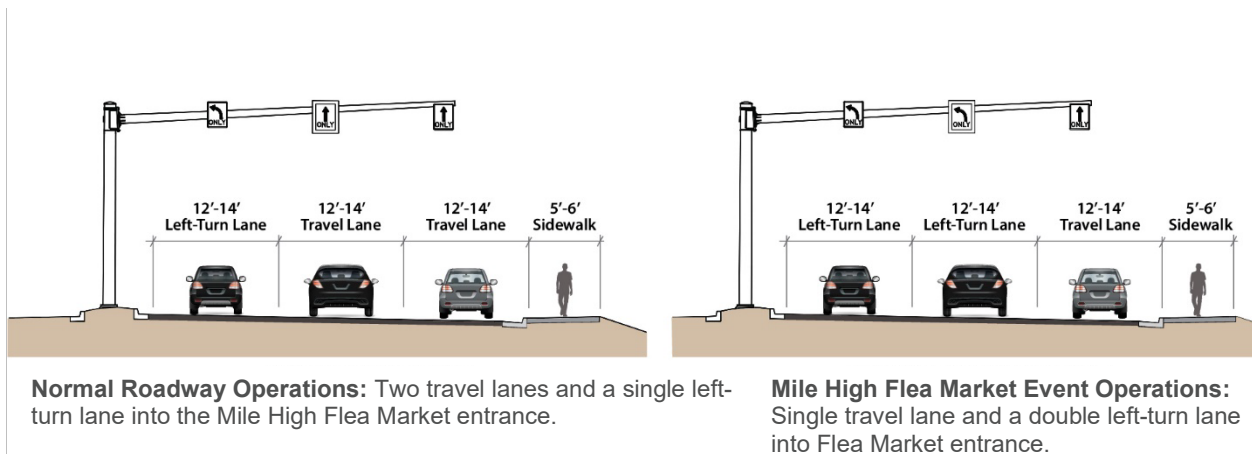 ONLY
ONLY
ONLY
12'-14'
Left-Turn Lane
12'-14'
Travel Lane
12'-14'
Travel Lane
5'-6'
Sidewalk
Normal Roadway Operations: Two travel lanes and a single left-
turn lane into the Mile High Flea Market entrance.
ONLY
ONLY
ONLY
12'-14'
Left-Turn Lane
12'-14'
Left-Turn Lane
12'-14'
Travel Lane
5'-6'
Sidewalk
Mile High Flea Market Event Operations:
Single travel lane and a double left-turn lane
into Flea Market entrance.